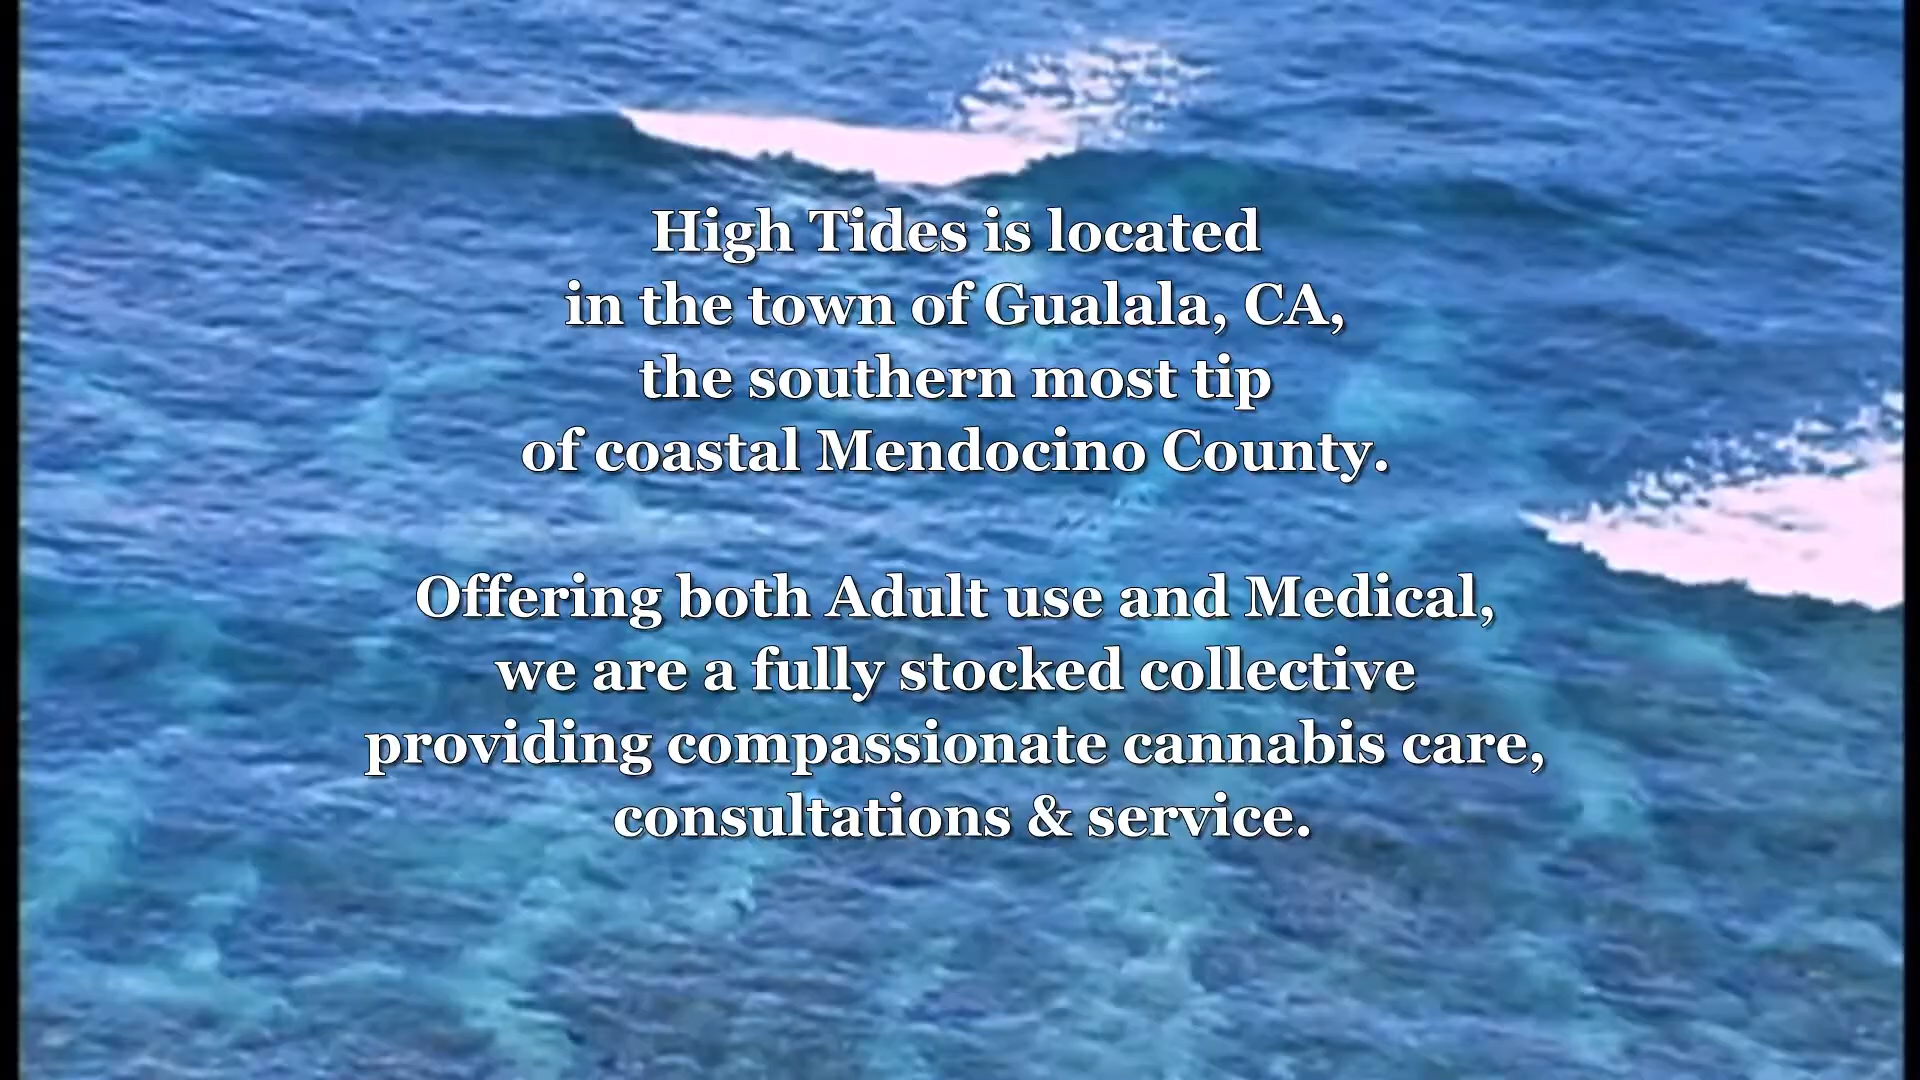 High Tides is located
in the town of Gualala, CA,
the southern most tip
of coastal Mendocino County.
Offering both Adult use and Medical,
we are a fully stocked collective
providing compassionate cannabis care,
consultations & service.